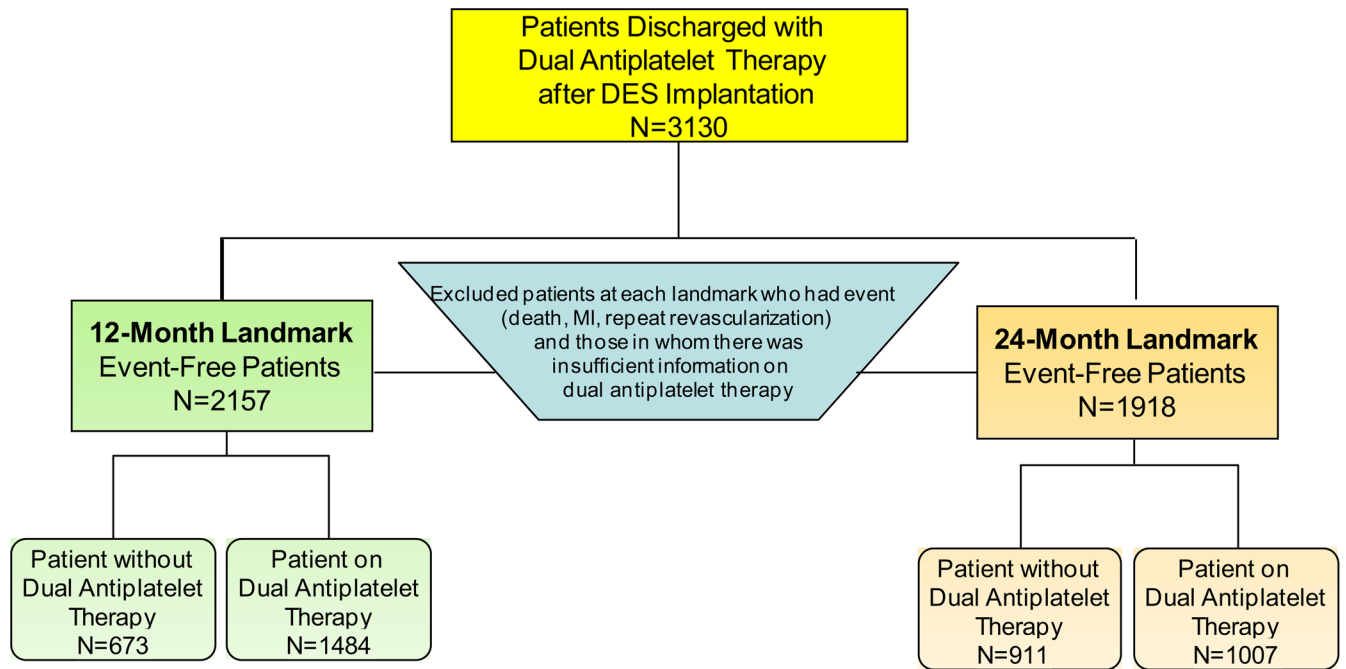 Patients Discharged with
Dual Antiplatelet Therapy
after DES Implantation
N=3130
Excluded patients at each landmark who had event
(death, MI, repeat revascularization)
and those in whom there was
insufficient information on
dual antiplatelet therapy
12-Month Landmark
Event-Free Patients
N=2157
24-Month Landmark
Event-Free Patients
N=1918
Patient without
Dual Antiplatelet
Therapy
N=673
Patient on
Dual Antiplatelet
Therapy
N=1484
Patient without
Dual Antiplatelet
Therapy
N=911
Patient on
Dual Antiplatelet
Therapy
N=1007